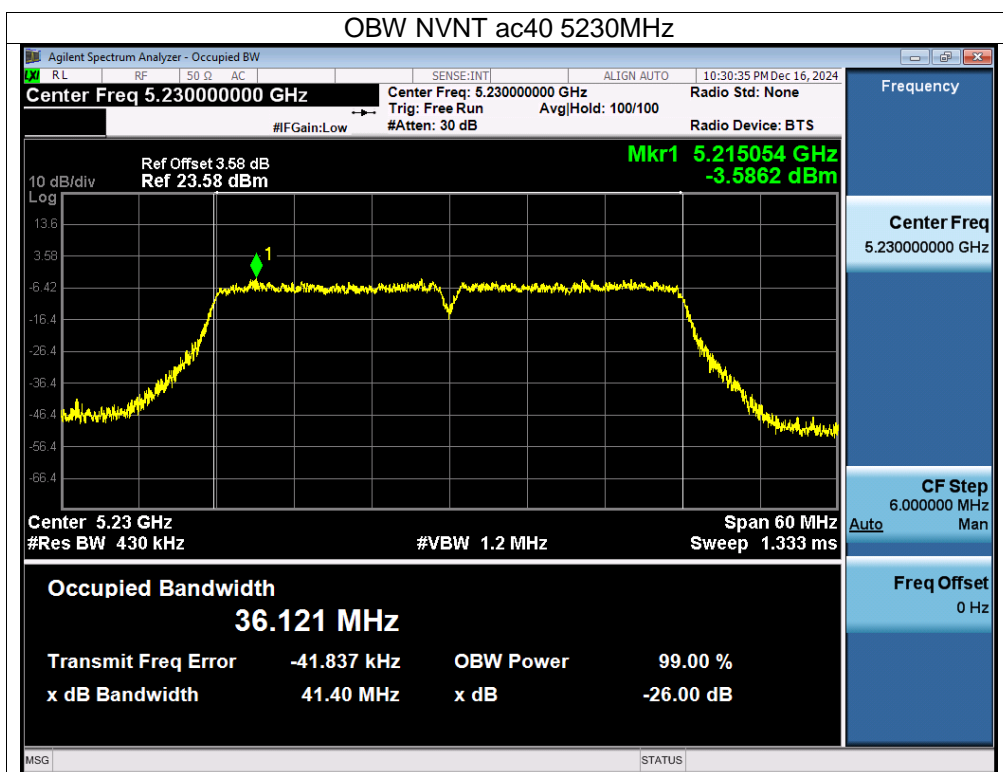 OBW NVNT ac40 5230MHz
Agilent Spectrum Analyzer - Occupied BW
LXI RL RF 50 Ω AC SENSE:INT ALIGN AUTO 10:30:35 PM Dec 16, 2024
Center Freq 5.230000000 GHz
Center Freq: 5.230000000 GHz
Radio Std: None
Trig: Free Run Avg|Hold: 100/100
#IFGain:Low #Atten: 30 dB Radio Device: BTS
Mkr1 5.215054 GHz
-3.5862 dBm
Ref Offset 3.58 dB
10 dB/div Ref 23.58 dBm
Log
13.6
1
3.58
-6.42
-16.4
-26.4
-36.4
-46.4
-56.4
-66.4
Center 5.23 GHz Span 60 MHz
#Res BW 430 kHz #VBW 1.2 MHz Sweep 1.333 ms
Occupied Bandwidth
36.121 MHz
Transmit Freq Error -41.837 kHz OBW Power 99.00 %
x dB Bandwidth 41.40 MHz x dB -26.00 dB
MSG STATUS
Frequency
Center Freq
5.230000000 GHz
CF Step
6.000000 MHz
Auto Man
Freq Offset
0 Hz